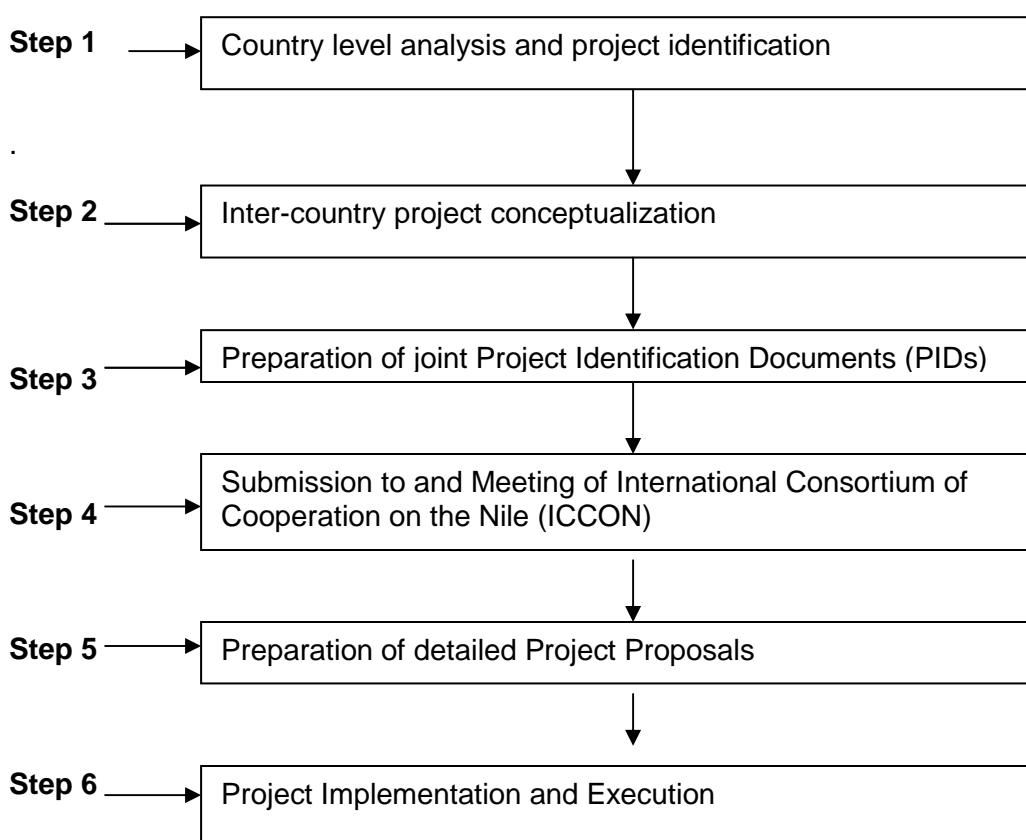 Step 1
Country level analysis and project identification
.
Step 2
Inter-country project conceptualization
Step 3
Preparation of joint Project Identification Documents (PIDs)
Step 4
Submission to and Meeting of International Consortium of
Cooperation on the Nile (ICCON)
Step 5
Preparation of detailed Project Proposals
Step 6
Project Implementation and Execution